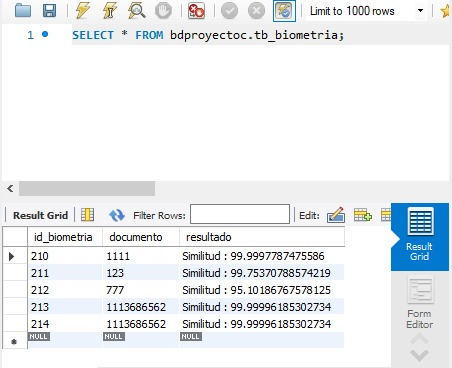 Limit to 1000 rows
1 SELECT * FROM bdproyectoc.tb_biometria;
Result Grid Filter Rows: Edit:
id_biometria documento resultado
210 1111 Similitud : 99.9997787475586
211 123 Similitud : 99.75370788574219
212 777 Similitud : 95.10186767578125
213 1113686562 Similitud : 99.99996185302734
214 1113686562 Similitud : 99.99996185302734
NULL NULL NULL
Result
Grid
Form
Editor